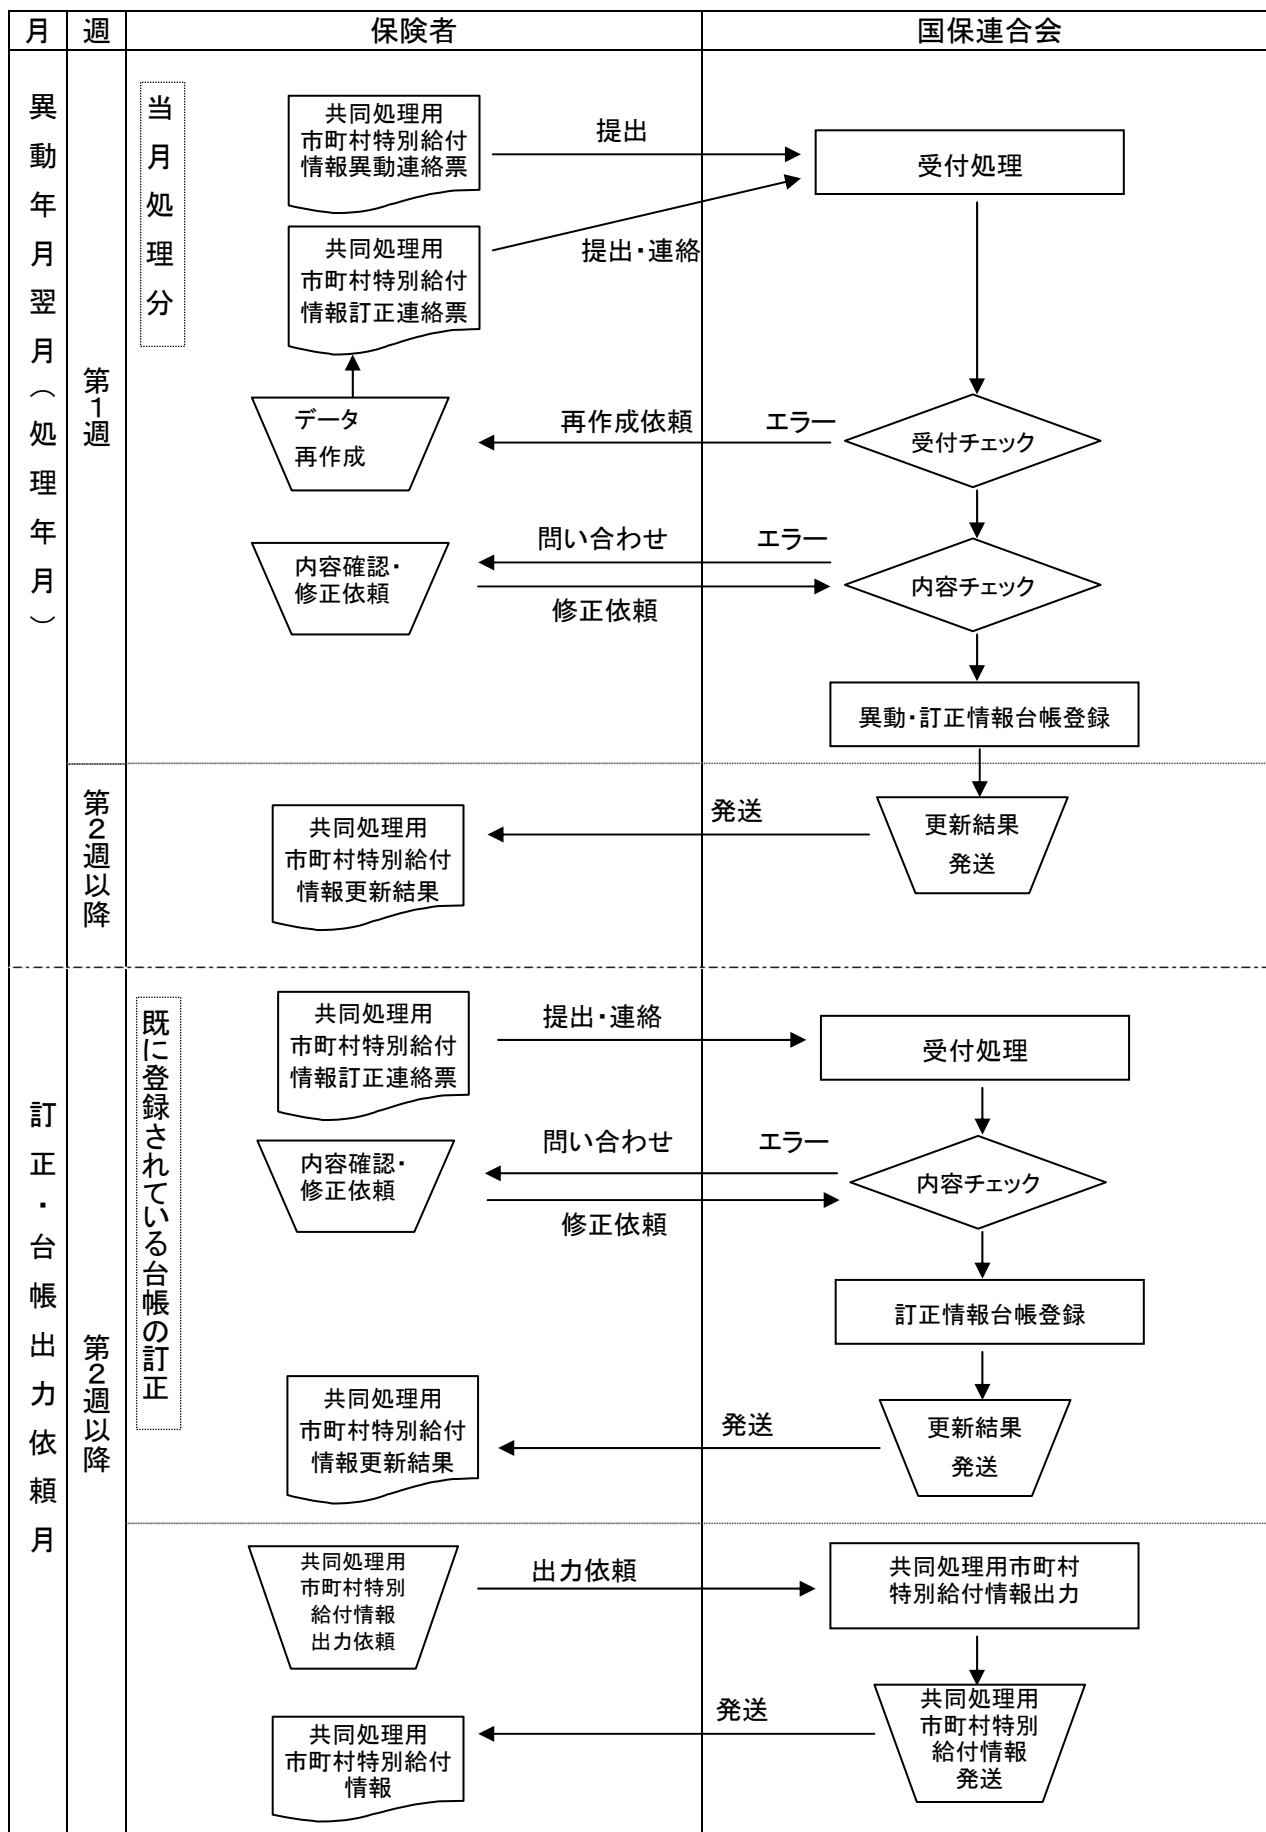 月
週
保険者
国保連合会
異動年月翌月（処理年月）
第1週
当月処理分
共同処理用
市町村特別給付
情報異動連絡票
提出
受付処理
共同処理用
市町村特別給付
情報訂正連絡票
提出・連絡
データ
再作成
再作成依頼
エラー
受付チェック
内容確認・
修正依頼
問い合わせ
エラー
修正依頼
内容チェック
異動・訂正情報台帳登録
第2週以降
共同処理用
市町村特別給付
情報更新結果
発送
更新結果
発送
訂正・台帳出力依頼月
第2週以降
既に登録されている台帳の訂正
共同処理用
市町村特別給付
情報訂正連絡票
提出・連絡
受付処理
内容確認・
修正依頼
問い合わせ
エラー
修正依頼
内容チェック
訂正情報台帳登録
共同処理用
市町村特別給付
情報更新結果
発送
更新結果
発送
共同処理用
市町村特別
給付情報
出力依頼
出力依頼
共同処理用市町村
特別給付情報出力
共同処理用
市町村特別給付
情報
発送
共同処理用
市町村特別
給付情報
発送